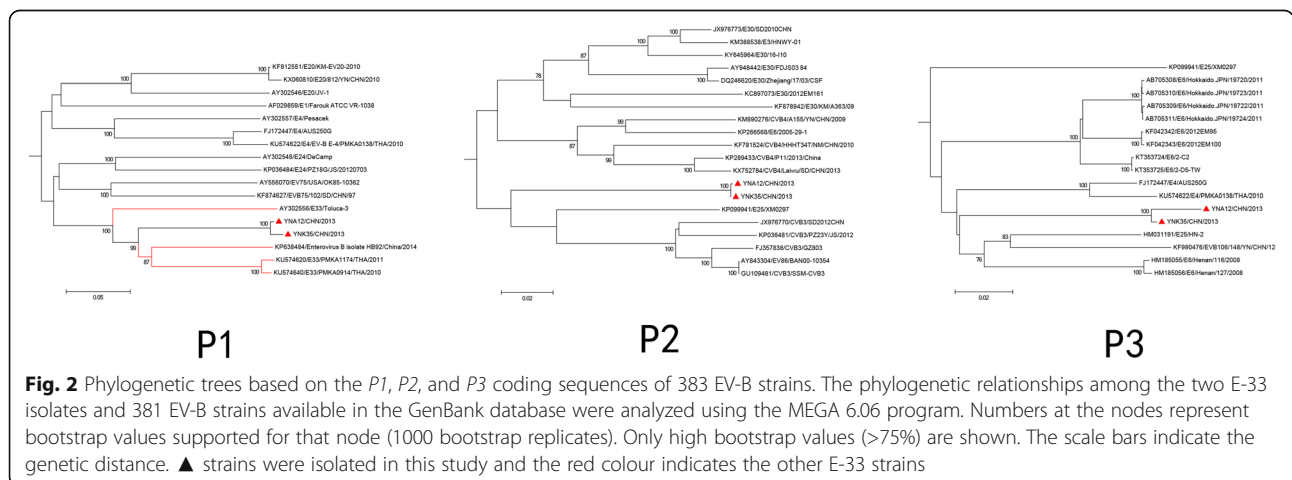 KF812551/E20/KM-EV20-2010
100
KX060810/E20/812/YN/CHN/2010
100
AY302546/E20/JV-1
AF029859/E1/Farouk ATCC VR-1038
AY302557/E4/Pesacek
100
FJ172447/E4/AUS250G
100
KU574622/E4/EV-B E-4/PMKA0138/THA/2010
AY302548/E24/DeCamp
100
KP036484/E24/PZ18G/JS/20120703
AY556070/EV75/USA/OK85-10362
100
KF874627/EVB75/102/SD/CHN/97
AY302556/E33/Toluca-3
YNA12/CHN/2013
100
100
YNK35/CHN/2013
99
KP638484/Enterovirus B isolate HB92/China/2014
87
KU574620/E33/PMKA1174/THA/2011
100
KU574640/E33/PMKA0914/THA/2010
0.05
P1
JX976773/E30/SD2010CHN
100
KM388538/E3/HNWY-01
100
KY645964/E30/16-I10
87
AY948442/E30/FDJS03 84
100
DQ246620/E30/Zhejiang/17/03/CSF
78
KC897073/E30/2012EM161
100
KF878942/E30/KM/A363/09
KM890276/CVB4/A155/YN/CHN/2009
99
KP266568/E6/2005-29-1
99
KF781524/CVB4/HHHT34T/NM/CHN/2010
100
KP289433/CVB4/P11/2013/China
100
KX752784/CVB4/Laiwu/SD/CHN/2013
YNA12/CHN/2013
100
YNK35/CHN/2013
KP099941/E25/XM0297
JX976770/CVB3/SD2012CHN
100
KP036481/CVB3/PZ23Y/JS/2012
100
FJ357838/CVB3/GZ803
100
AY843304/EV86/BAN00-10354
100
GU109481/CVB3/SSM-CVB3
0.02
P2
KP099941/E25/XM0297
AB705308/E6/Hokkaido.JPN/19720/2011
AB705310/E6/Hokkaido.JPN/19723/2011
100
AB705309/E6/Hokkaido.JPN/19722/2011
AB705311/E6/Hokkaido.JPN/19724/2011
100
KF042342/E6/2012EM95
100
KF042343/E6/2012EM100
KT353724/E6/2-C2
100
KT353725/E6/2-D5-TW
FJ172447/E4/AUS250G
100
KU574622/E4/PMKA0138/THA/2010
YNA12/CHN/2013
100
YNK35/CHN/2013
HM031191/E25/HN-2
83
KF990476/EVB106/148/YN/CHN/12
76
HM185055/E6/Henan/116/2008
100
HM185056/E6/Henan/127/2008
0.02
P3
Fig. 2 Phylogenetic trees based on the P1, P2, and P3 coding sequences of 383 EV-B strains. The phylogenetic relationships among the two E-33
isolates and 381 EV-B strains available in the GenBank database were analyzed using the MEGA 6.06 program. Numbers at the nodes represent
bootstrap values supported for that node (1000 bootstrap replicates). Only high bootstrap values (>75%) are shown. The scale bars indicate the
genetic distance. ▲ strains were isolated in this study and the red colour indicates the other E-33 strains